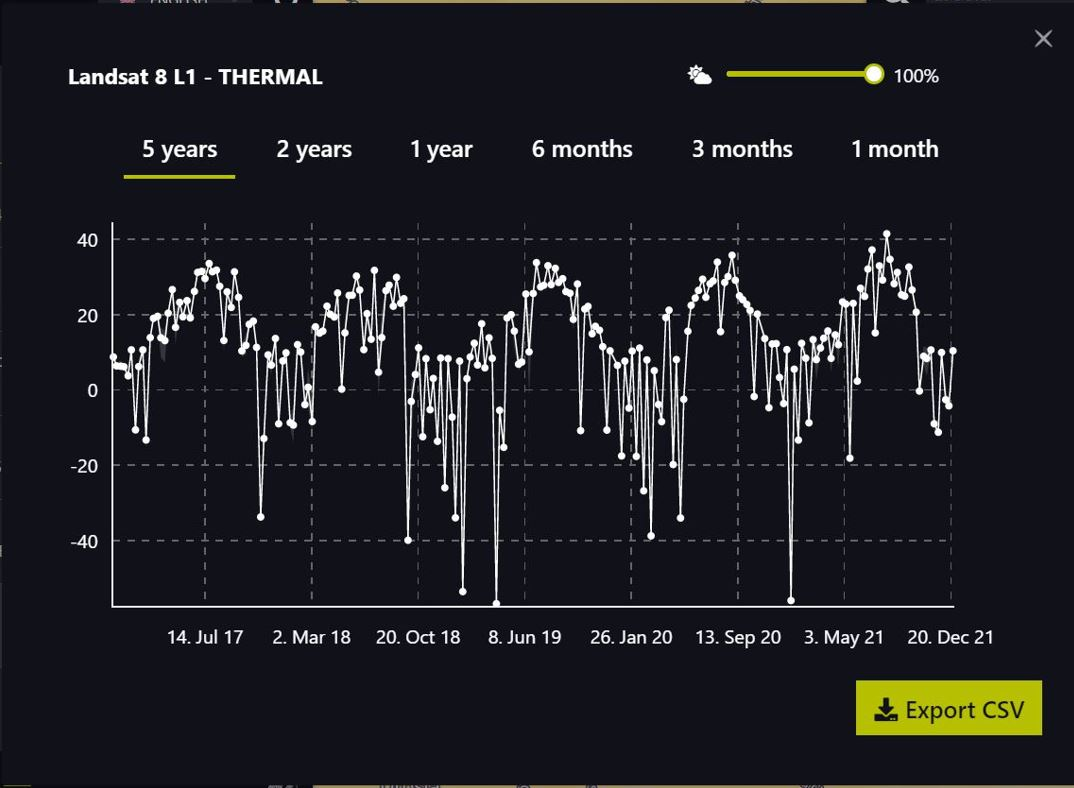 ENGLISH
Landsat 8 L1 - THERMAL
100%
5 years 2 years 1 year 6 months 3 months 1 month
40
20
0
-20
-40
14. Jul 17 2. Mar 18 20. Oct 18 8. Jun 19 26. Jan 20 13. Sep 20 3. May 21 20. Dec 21
Export CSV